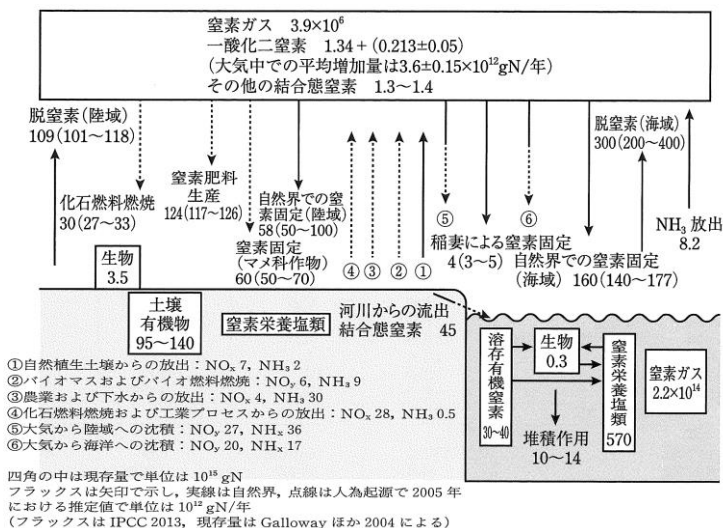 窒素ガス 3.9×10⁶
一酸化二窒素 1.34+(0.213±0.05)
(大気中での平均増加量は3.6±0.15×10¹²gN/年)
その他の結合態窒素 1.3～1.4
脱窒素(陸域)
109(101～118)
化石燃料燃焼
30(27～33)
窒素肥料
生産
124(117～126)
自然界での窒
素固定(陸域)
58(50～100)
窒素固定
(マメ科作物)
60(50～70)
④ ③ ② ①
⑤
稲妻による窒素固定
4(3～5)
⑥
自然界での窒素固定
(海域) 160(140～177)
脱窒素(海域)
300(200～400)
NH₃ 放出
8.2
生物
3.5
土壌
有機物
95～140
窒素栄養塩類
河川からの流出
結合態窒素 45
溶存有機窒素
30～40
生物
0.3
窒素栄養塩類
570
窒素ガス
2.2×10¹⁴
堆積作用
10～14
①自然植生土壌からの放出：NOₓ 7, NH₃ 2
②バイオマスおよびバイオ燃料燃焼：NOᵧ 6, NH₃ 9
③農業および下水からの放出：NOₓ 4, NH₃ 30
④化石燃料燃焼および工業プロセスからの放出：NOₓ 28, NH₃ 0.5
⑤大気から陸域への沈積：NOᵧ 27, NHₓ 36
⑥大気から海洋への沈積：NOᵧ 20, NHₓ 17
四角の中は現存量で単位は 10¹⁵ gN
フラックスは矢印で示し，実線は自然界，点線は人為起源で 2005 年
における推定値で単位は 10¹² gN/年
(フラックスは IPCC 2013，現存量は Galloway ほか 2004 による)